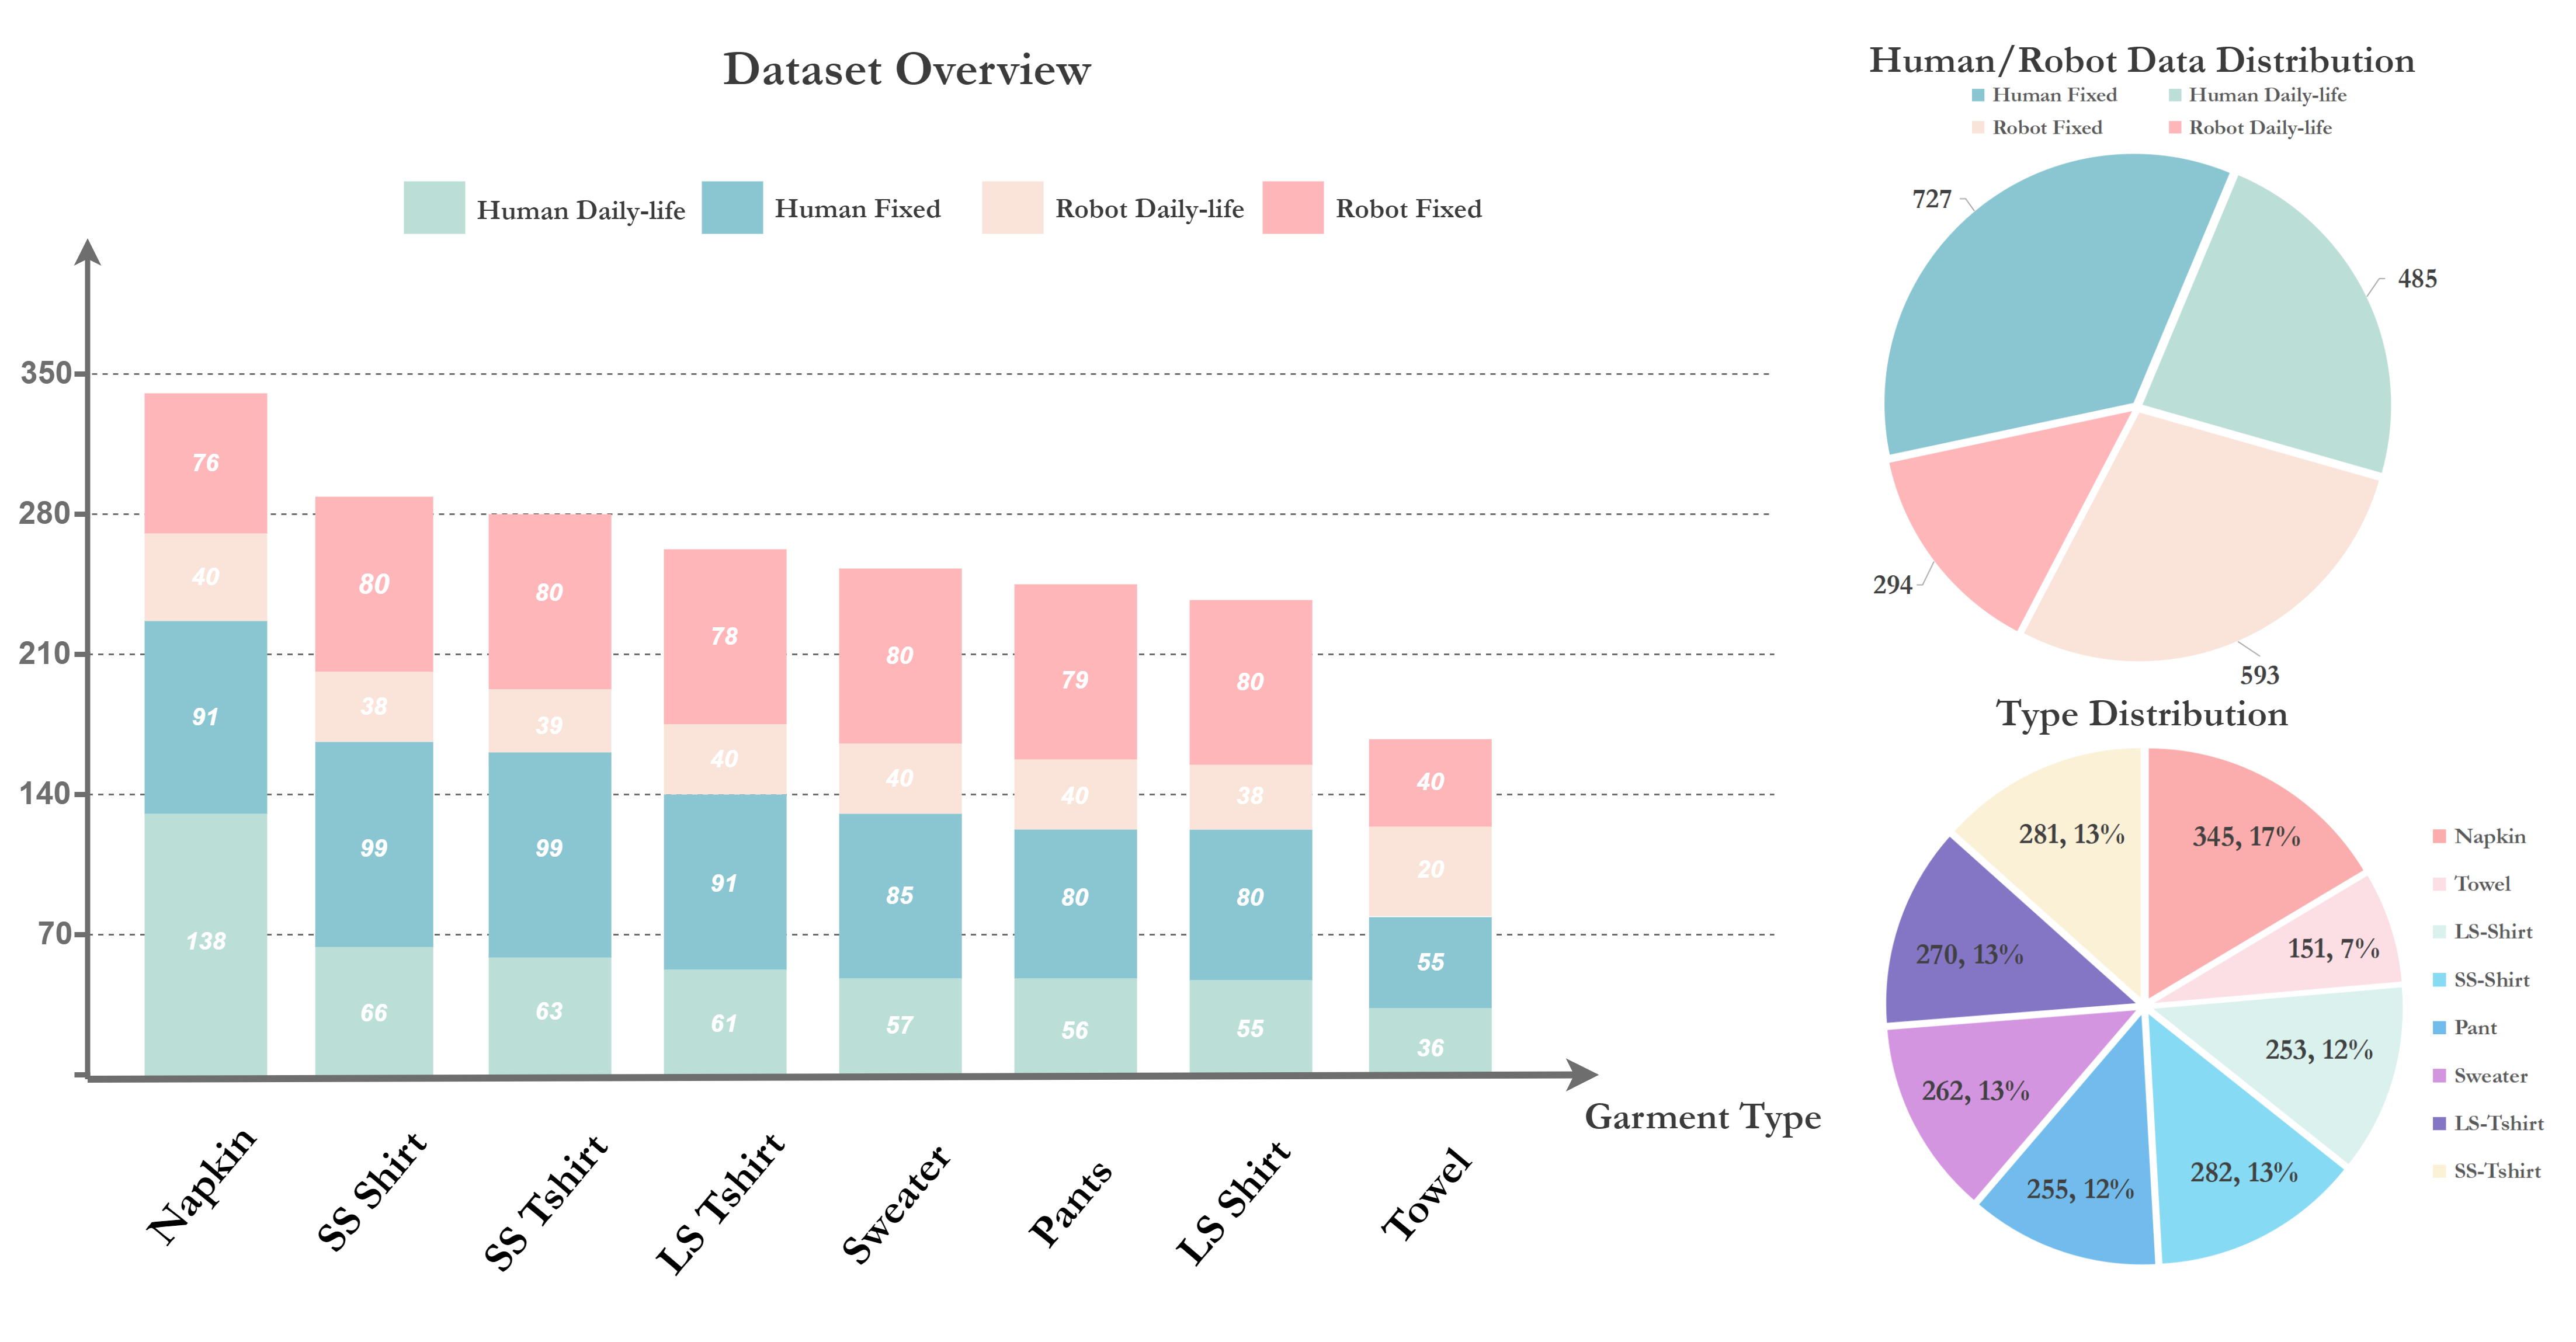 Dataset Overview
Human Daily-life
Human Fixed
Robot Daily-life
Robot Fixed
350
280
210
140
70
76
40
91
138
80
38
99
66
80
39
99
63
78
40
91
61
80
40
85
57
79
40
80
56
80
38
80
55
40
20
55
36
Napkin
SS Shirt
SS Tshirt
LS Tshirt
Sweater
Pants
LS Shirt
Towel
Garment Type
Human/Robot Data Distribution
Human Fixed
Human Daily-life
Robot Fixed
Robot Daily-life
727
485
294
593
Type Distribution
281, 13%
345, 17%
151, 7%
270, 13%
253, 12%
262, 13%
282, 13%
255, 12%
Napkin
Towel
LS-Shirt
SS-Shirt
Pant
Sweater
LS-Tshirt
SS-Tshirt